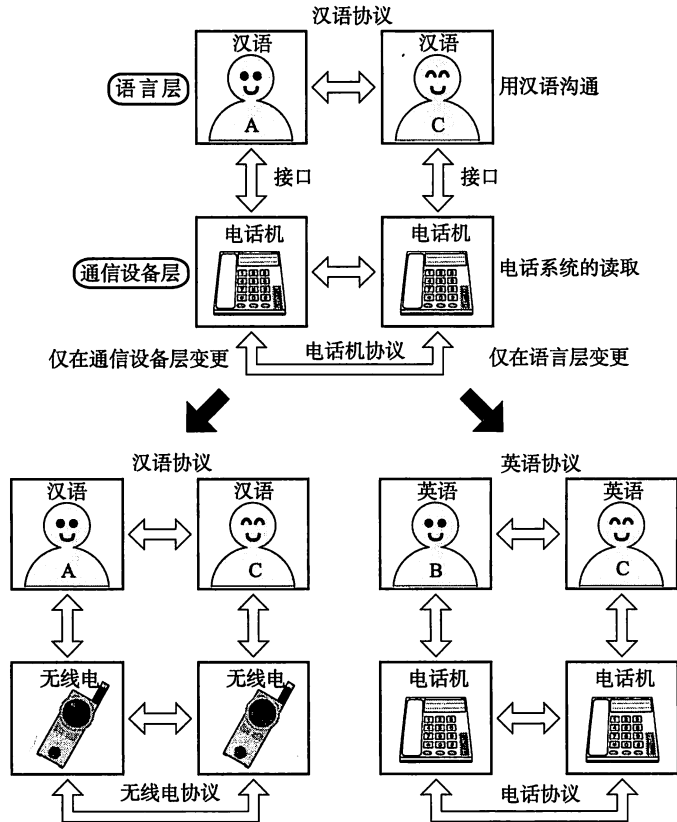 汉语协议
汉语
汉语
语言层
A
C
用汉语沟通
接口
接口
电话机
电话机
通信设备层
电话系统的读取
仅在通信设备层变更
电话机协议
仅在语言层变更
汉语协议
英语协议
汉语
汉语
英语
英语
A
C
B
C
无线电
无线电
电话机
电话机
无线电协议
电话协议